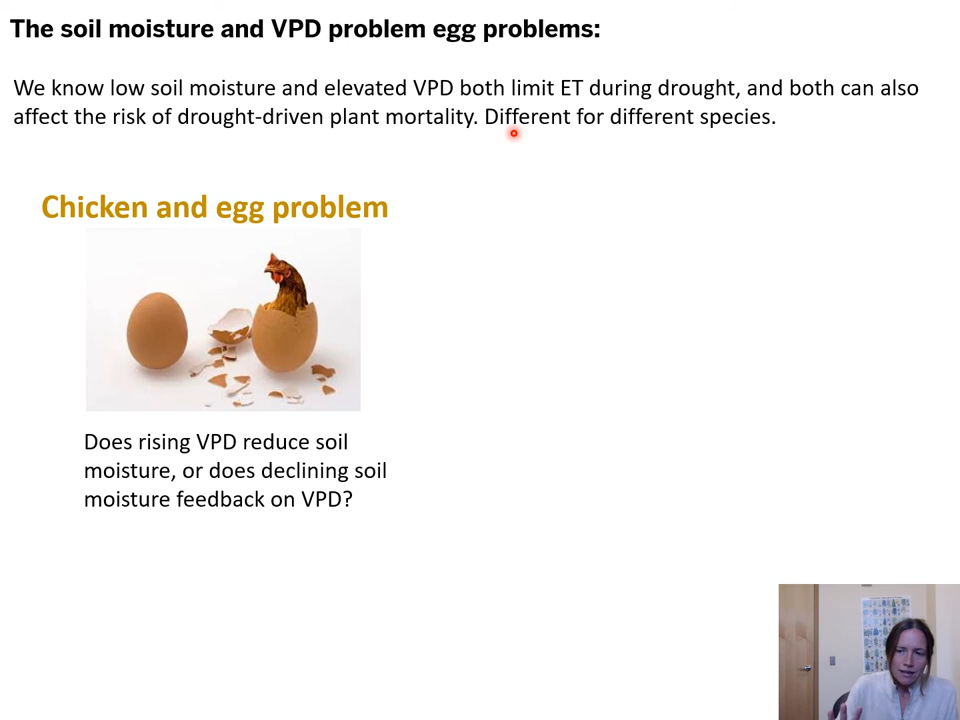 The soil moisture and VPD problem egg problems:
We know low soil moisture and elevated VPD both limit ET during drought, and both can also
affect the risk of drought-driven plant mortality. Different for different species.
Chicken and egg problem
Does rising VPD reduce soil
moisture, or does declining soil
moisture feedback on VPD?